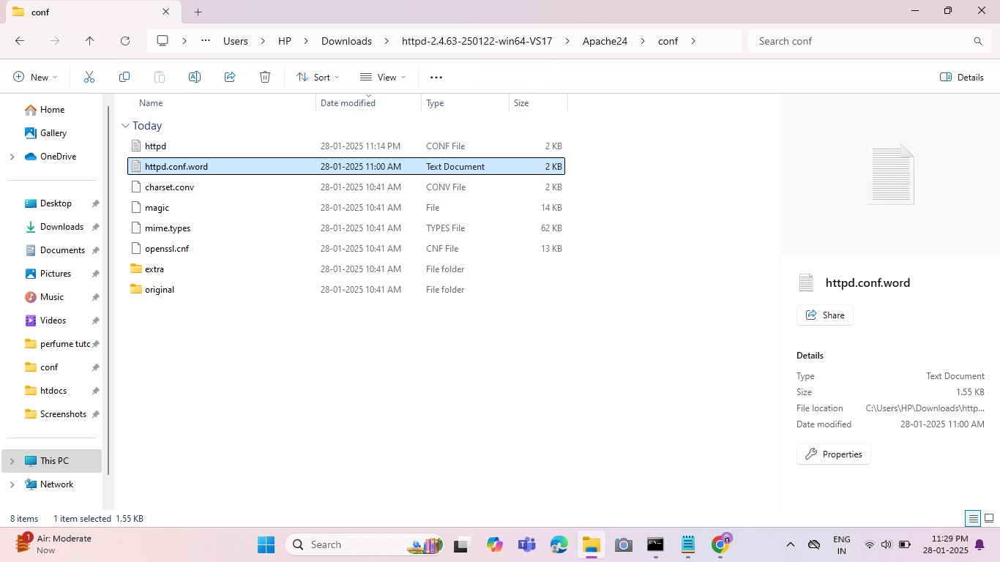 conf
Users
HP
Downloads
httpd-2.4.63-250122-win64-VS17
Apache24
conf
Search conf
New
Sort
View
Details
Home
Gallery
OneDrive
Desktop
Downloads
Documents
Pictures
Music
Videos
perfume tutc
conf
htdocs
Screenshots
This PC
Network
Name Date modified Type Size
Today
httpd 28-01-2025 11:14 PM CONF File 2 KB
httpd.conf.word 28-01-2025 11:00 AM Text Document 2 KB
charset.conv 28-01-2025 10:41 AM CONV File 2 KB
magic 28-01-2025 10:41 AM File 14 KB
mime.types 28-01-2025 10:41 AM TYPES File 62 KB
openssl.cnf 28-01-2025 10:41 AM CNF File 13 KB
extra 28-01-2025 10:41 AM File folder
original 28-01-2025 10:41 AM File folder
httpd.conf.word
Share
Details
Type Text Document
Size 1.55 KB
File location C:\Users\HP\Downloads\http...
Date modified 28-01-2025 11:00 AM
Properties
8 items 1 item selected 1.55 KB
1
Air: Moderate
Now
Search
ENG
IN
11:29 PM
28-01-2025